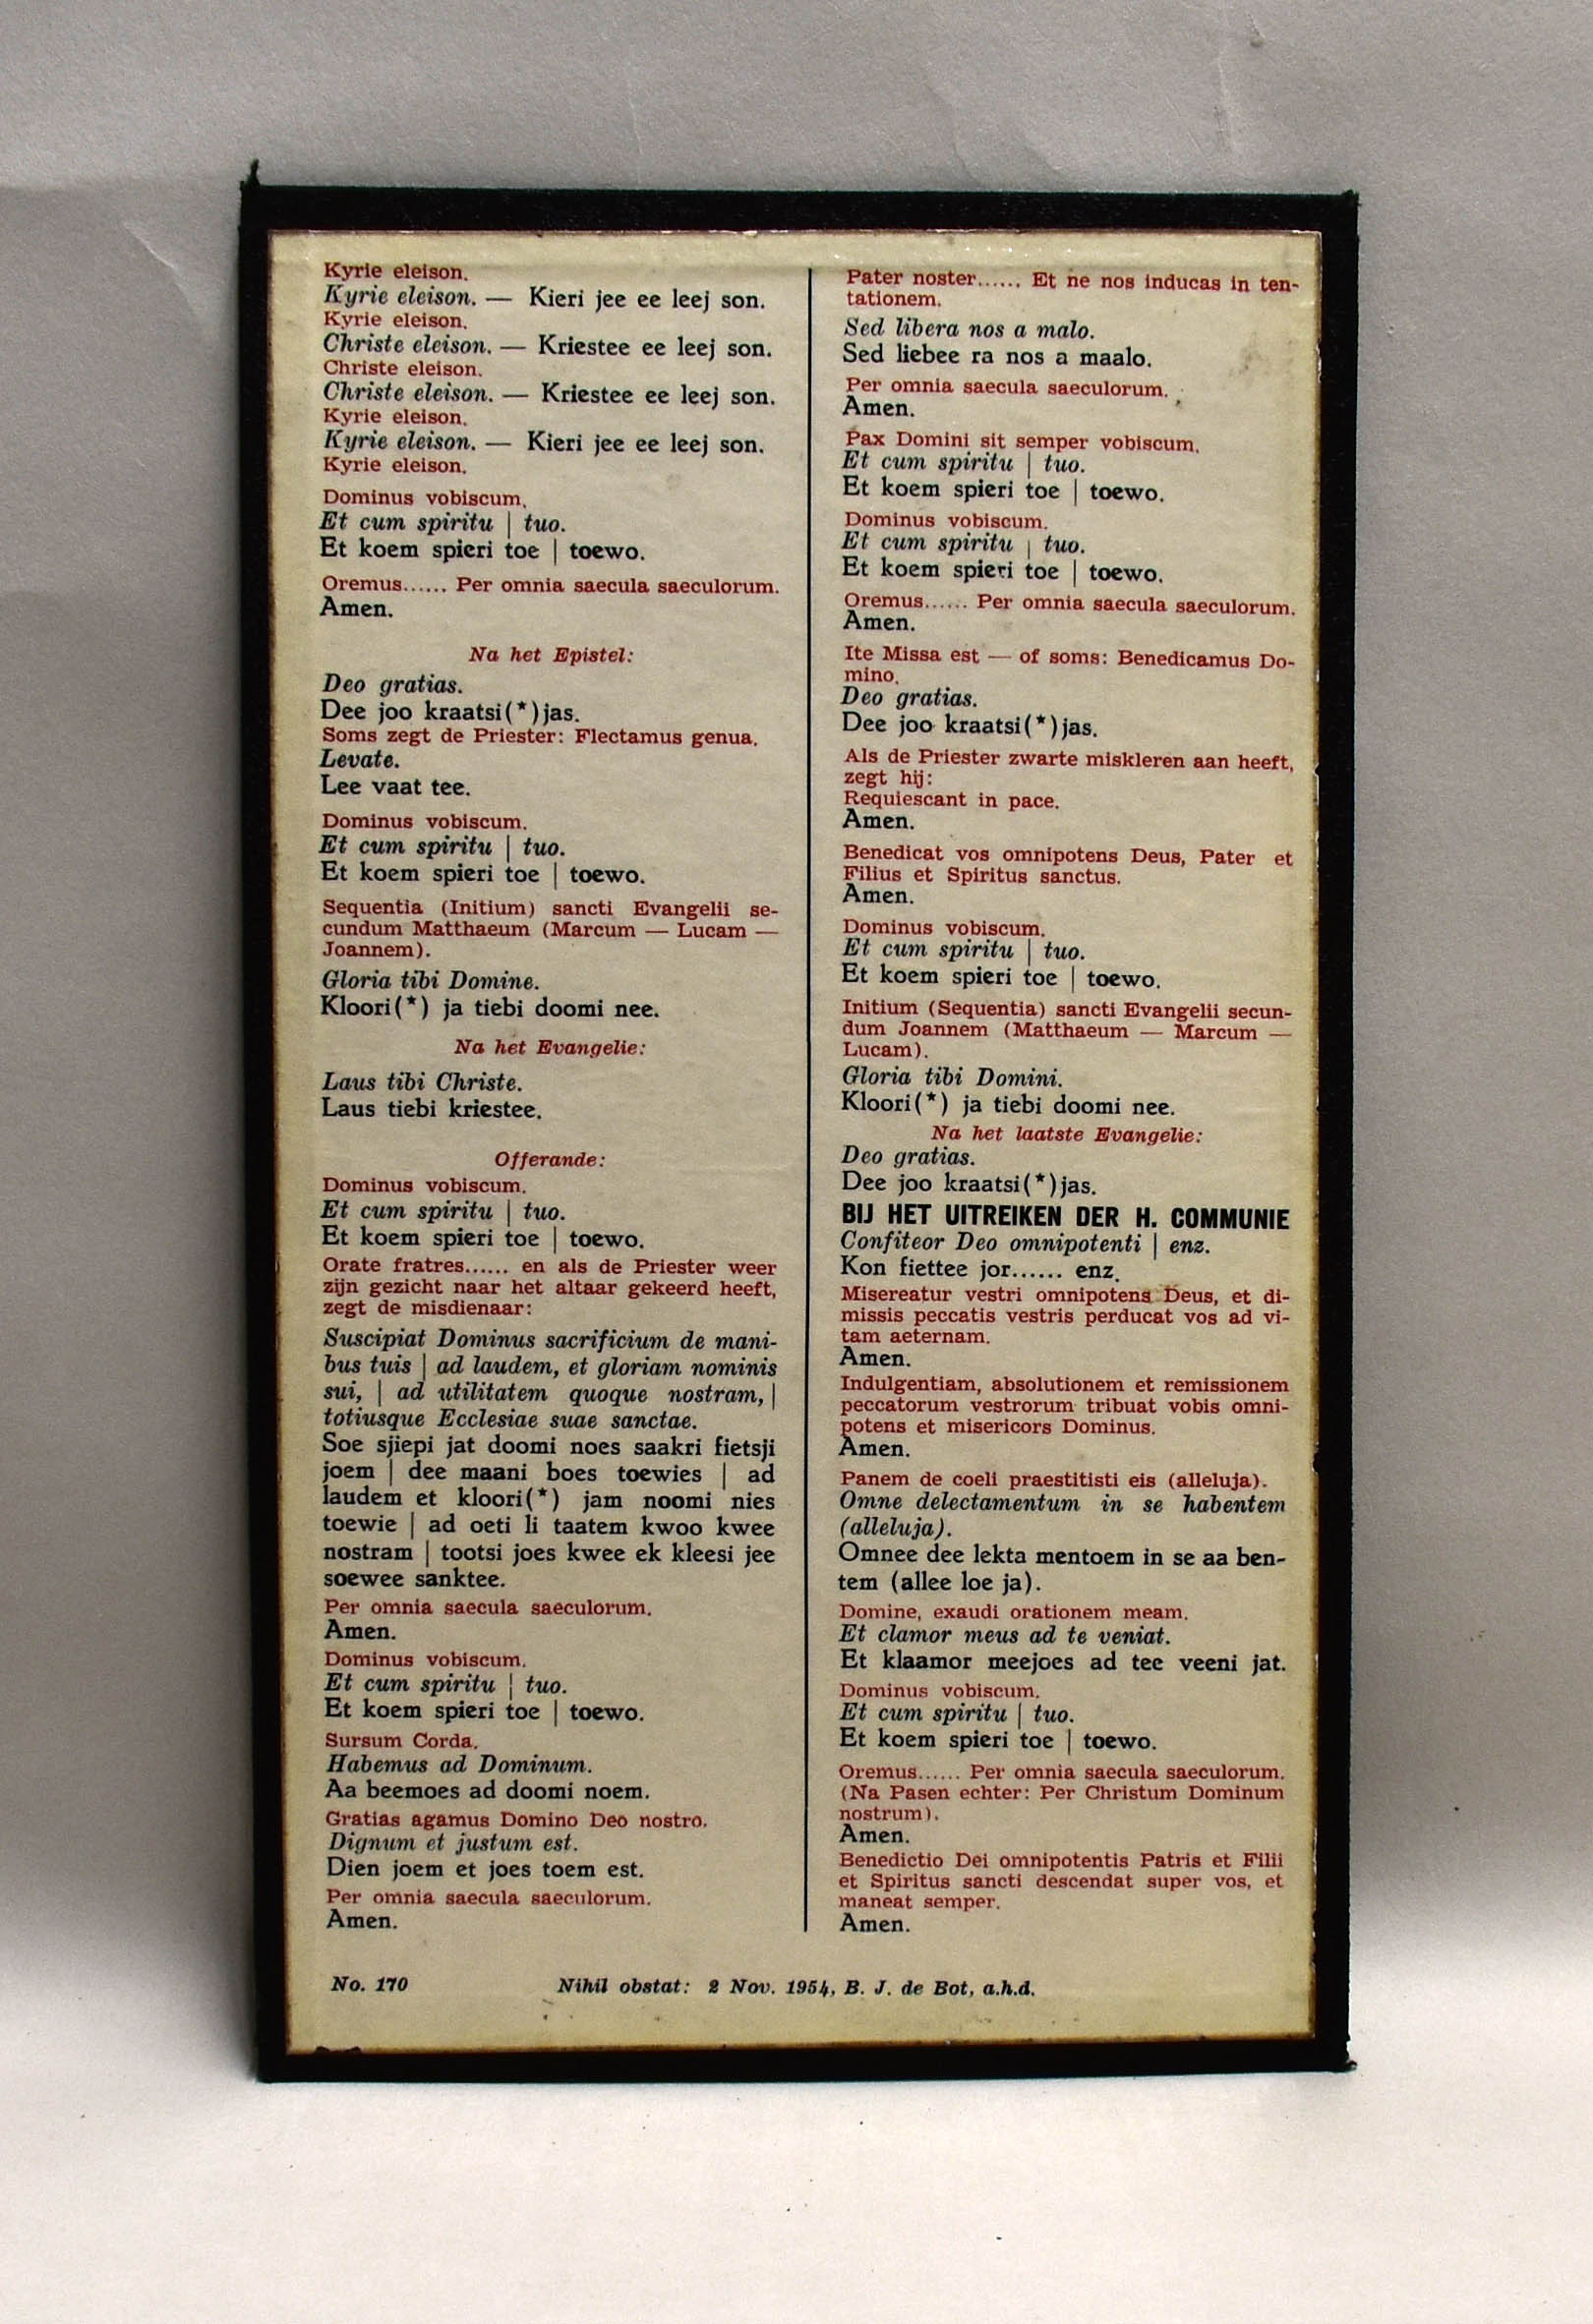 Kyrie eleison.
Kyrie eleison. — Kieri jee ee leej son.
Kyrie eleison.
Christe eleison. — Kriestee ee leej son.
Christe eleison.
Christe eleison. — Kriestee ee leej son.
Kyrie eleison.
Kyrie eleison. — Kieri jee ee leej son.
Kyrie eleison.
Dominus vobiscum.
Et cum spiritu | tuo.
Et koem spieri toe | toewo.
Oremus...... Per omnia saecula saeculorum.
Amen.
Na het Epistel:
Deo gratias.
Dee joo kraatsi(*)jas.
Soms zegt de Priester: Flectamus genua.
Levate.
Lee vaat tee.
Dominus vobiscum.
Et cum spiritu | tuo.
Et koem spieri toe | toewo.
Sequentia (Initium) sancti Evangelii se-
cundum Matthaeum (Marcum — Lucam —
Joannem).
Gloria tibi Domine.
Kloori(*) ja tiebi doomi nee.
Na het Evangelie:
Laus tibi Christe.
Laus tiebi kriestee.
Offerande:
Dominus vobiscum.
Et cum spiritu | tuo.
Et koem spieri toe | toewo.
Orate fratres...... en als de Priester weer
zijn gezicht naar het altaar gekeerd heeft,
zegt de misdienaar:
Suscipiat Dominus sacrificium de mani-
bus tuis | ad laudem, et gloriam nominis
sui, | ad utilitatem quoque nostram, |
totiusque Ecclesiae suae sanctae.
Soe sjiepi jat doomi noes saakri fietsji
joem | dee maani boes toewies | ad
laudem et kloori(*) jam noomi nies
toewie | ad oeti li taatem kwoo kwee
nostram | tootsi joes kwee ek kleesi jee
soewee sanktee.
Per omnia saecula saeculorum.
Amen.
Dominus vobiscum.
Et cum spiritu | tuo.
Et koem spieri toe | toewo.
Sursum Corda.
Habemus ad Dominum.
Aa beemoes ad doomi noem.
Gratias agamus Domino Deo nostro.
Dignum et justum est.
Dien joem et joes toem est.
Per omnia saecula saeculorum.
Amen.
Pater noster...... Et ne nos inducas in ten-
tationem.
Sed libera nos a malo.
Sed liebee ra nos a maalo.
Per omnia saecula saeculorum.
Amen.
Pax Domini sit semper vobiscum.
Et cum spiritu | tuo.
Et koem spieri toe | toewo.
Dominus vobiscum.
Et cum spiritu | tuo.
Et koem spieri toe | toewo.
Oremus...... Per omnia saecula saeculorum.
Amen.
Ite Missa est — of soms: Benedicamus Do-
mino.
Deo gratias.
Dee joo kraatsi(*)jas.
Als de Priester zwarte miskleren aan heeft,
zegt hij:
Requiescant in pace.
Amen.
Benedicat vos omnipotens Deus, Pater et
Filius et Spiritus sanctus.
Amen.
Dominus vobiscum.
Et cum spiritu | tuo.
Et koem spieri toe | toewo.
Initium (Sequentia) sancti Evangelii secun-
dum Joannem (Matthaeum — Marcum —
Lucam).
Gloria tibi Domini.
Kloori(*) ja tiebi doomi nee.
Na het laatste Evangelie:
Deo gratias.
Dee joo kraatsi(*)jas.
BIJ HET UITREIKEN DER H. COMMUNIE
Confiteor Deo omnipotenti | enz.
Kon fiettee jor...... enz.
Misereatur vestri omnipotens Deus, et di-
missis peccatis vestris perducat vos ad vi-
tam aeternam.
Amen.
Indulgentiam, absolutionem et remissionem
peccatorum vestrorum tribuat vobis omni-
potens et misericors Dominus.
Amen.
Panem de coeli praestitisti eis (alleluja).
Omne delectamentum in se habentem
(alleluja).
Omnee dee lekta mentoem in se aa ben-
tem (allee loe ja).
Domine, exaudi orationem meam.
Et clamor meus ad te veniat.
Et klaamor meejoes ad tee veeni jat.
Dominus vobiscum.
Et cum spiritu | tuo.
Et koem spieri toe | toewo.
Oremus...... Per omnia saecula saeculorum.
(Na Pasen echter: Per Christum Dominum
nostrum).
Amen.
Benedictio Dei omnipotentis Patris et Filii
et Spiritus sancti descendat super vos, et
maneat semper.
Amen.
No. 170 Nihil obstat: 2 Nov. 1954, B. J. de Bot, a.h.d.